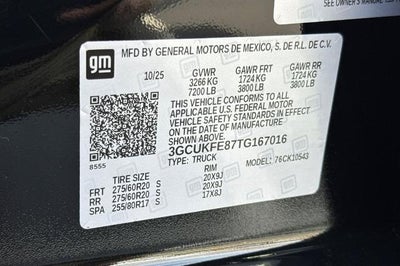 SEE OWNER'S MANUAL
gm
MFD BY GENERAL MOTORS DE MEXICO, S. DE R.L. DE C.V.
10/25 GVWR GAWR FRT GAWR RR
3266 KG 1724 KG 1724 KG
7200 LB 3800 LB 3800 LB
THIS VEHICLE CONFORMS TO ALL
APPLICABLE U.S. FEDERAL MOTOR
VEHICLE SAFETY STANDARDS IN EFFECT
ON THE DATE OF MANUFACTURE
3GCUKFE87TG167016
8555 TYPE: TRUCK MODEL: 76CK10543
TIRE SIZE RIM
FRT 275/60R20 S 20X9J
RR 275/60R20 S 20X9J
SPA 255/80R17 S 17X8J